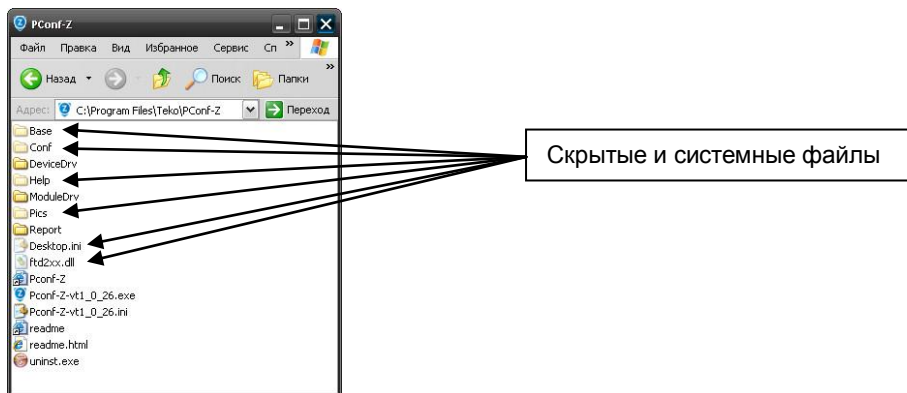 PConf-Z
Файл Правка Вид Избранное Сервис Сп »
Назад Поиск Папки »
Адрес: C:\Program Files\Teko\PConf-Z Переход
Base
Conf
DeviceDrv
Help
ModuleDrv
Pics
Report
Desktop.ini
ftd2xx.dll
Pconf-Z
Pconf-Z-vt1_0_26.exe
Pconf-Z-vt1_0_26.ini
readme
readme.html
uninst.exe
Скрытые и системные файлы